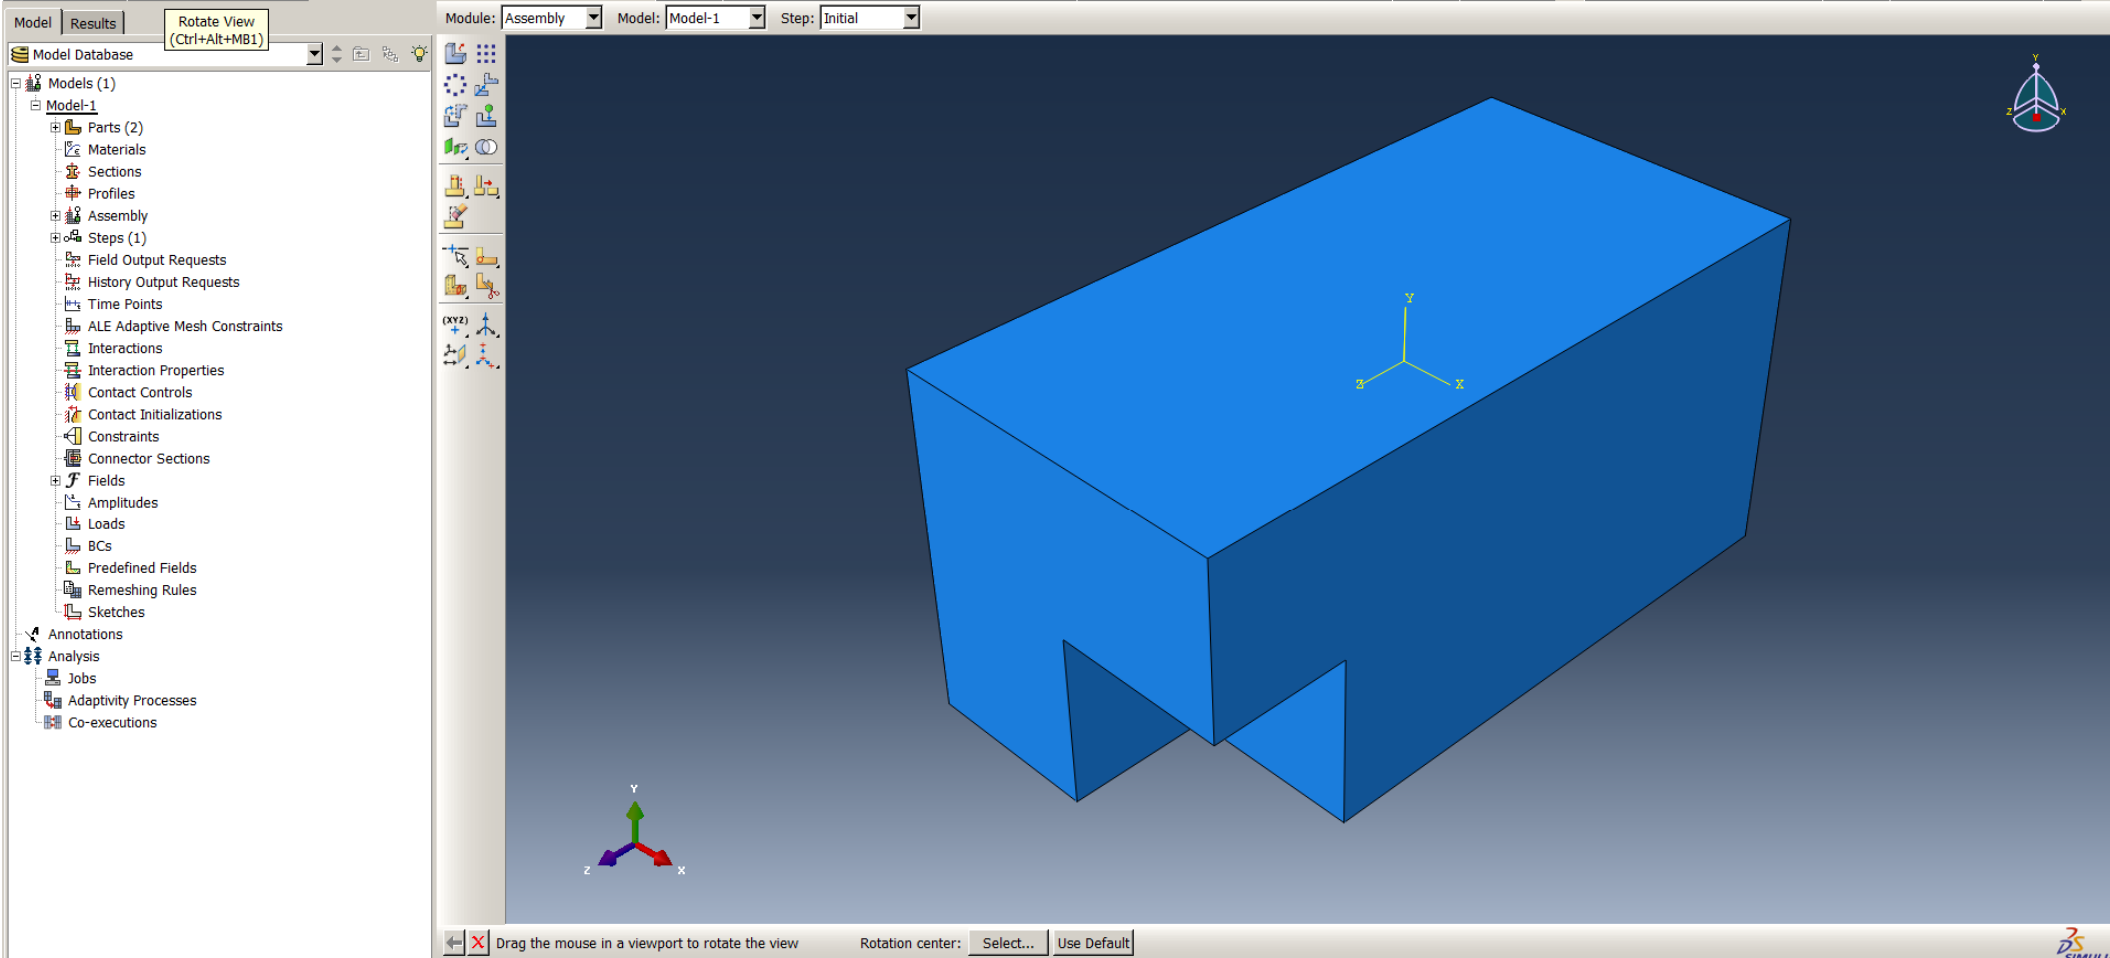 Model Results
Rotate View
(Ctrl+Alt+MB1)
Module: Assembly Model: Model-1 Step: Initial
Model Database
Models (1)
Model-1
Parts (2)
Materials
Sections
Profiles
Assembly
Steps (1)
Field Output Requests
History Output Requests
Time Points
ALE Adaptive Mesh Constraints
Interactions
Interaction Properties
Contact Controls
Contact Initializations
Constraints
Connector Sections
Fields
Amplitudes
Loads
BCs
Predefined Fields
Remeshing Rules
Sketches
Annotations
Analysis
Jobs
Adaptivity Processes
Co-executions
(XYZ)
Y
Z X
Y
Z X
Y
Z X
Drag the mouse in a viewport to rotate the view Rotation center: Select... Use Default